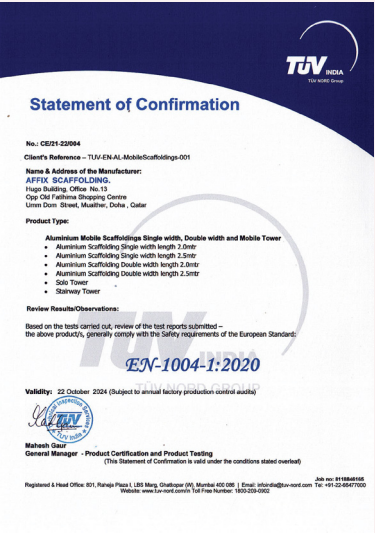 TÜV INDIA
TÜV NORD Group
Statement of Confirmation
No.: CE/21-22/004
Client's Reference – TUV-EN-AL-MobileScaffoldings-001
Name & Address of the Manufacturer:
AFFIX SCAFFOLDING.
Hugo Building, Office No.13
Opp Old Fathima Shopping Centre
Umm Dom Street, Muaither, Doha , Qatar
Product Type:
Aluminium Mobile Scaffoldings Single width, Double width and Mobile Tower
• Aluminium Scaffolding Single width length 2.0mtr
• Aluminium Scaffolding Single width length 2.5mtr
• Aluminium Scaffolding Double width length 2.0mtr
• Aluminium Scaffolding Double width length 2.5mtr
• Solo Tower
• Stairway Tower
Review Results/Observations:
Based on the tests carried out, review of the test reports submitted –
the above product/s, generally comply with the Safety requirements of the European Standard:
EN-1004-1:2020
TÜV INDIA
TÜV NORD GROUP
Validity: 22 October 2024 (Subject to annual factory production control audits)
Inspection Services
TÜV
TUV India
Mahesh Gaur
General Manager - Product Certification and Product Testing
(This Statement of Confirmation is valid under the conditions stated overleaf)
Job no: 8118848165
Registered & Head Office: 801, Raheja Plaza I, LBS Marg, Ghatkopar (W), Mumbai 400 086 | Email: infoindia@tuv-nord.com Tel: +91-22-66477000
Website: www.tuv-nord.com/in Toll Free Number: 1800-209-0902